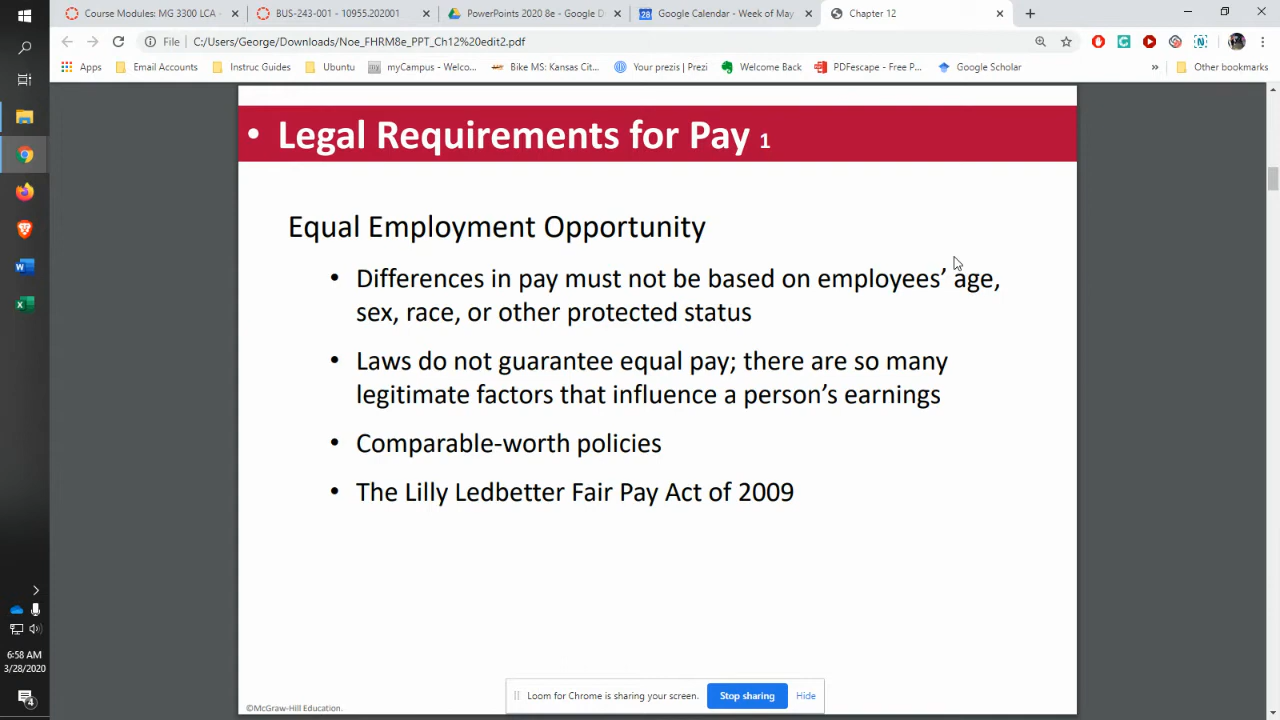 Course Modules: MG 3300 LCA -
BUS-243-001 - 10955.202001
PowerPoints 2020 8e - Google D
28
Google Calendar - Week of May
Chapter 12
File
C:/Users/George/Downloads/Noe_FHRM8e_PPT_Ch12%20edit2.pdf
Apps
Email Accounts
Instruc Guides
Ubuntu
myCampus - Welco...
Bike MS: Kansas Cit...
Your prezis | Prezi
Welcome Back
PDFescape - Free P...
Google Scholar
»
Other bookmarks
• Legal Requirements for Pay 1
Equal Employment Opportunity
• Differences in pay must not be based on employees’ age,
sex, race, or other protected status
• Laws do not guarantee equal pay; there are so many
legitimate factors that influence a person’s earnings
• Comparable-worth policies
• The Lilly Ledbetter Fair Pay Act of 2009
©McGraw-Hill Education.
Loom for Chrome is sharing your screen.
Stop sharing
Hide
6:58 AM
3/28/2020
4